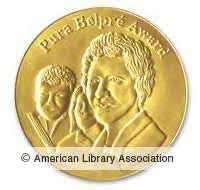 Pura Belpré Award
© American Library Association